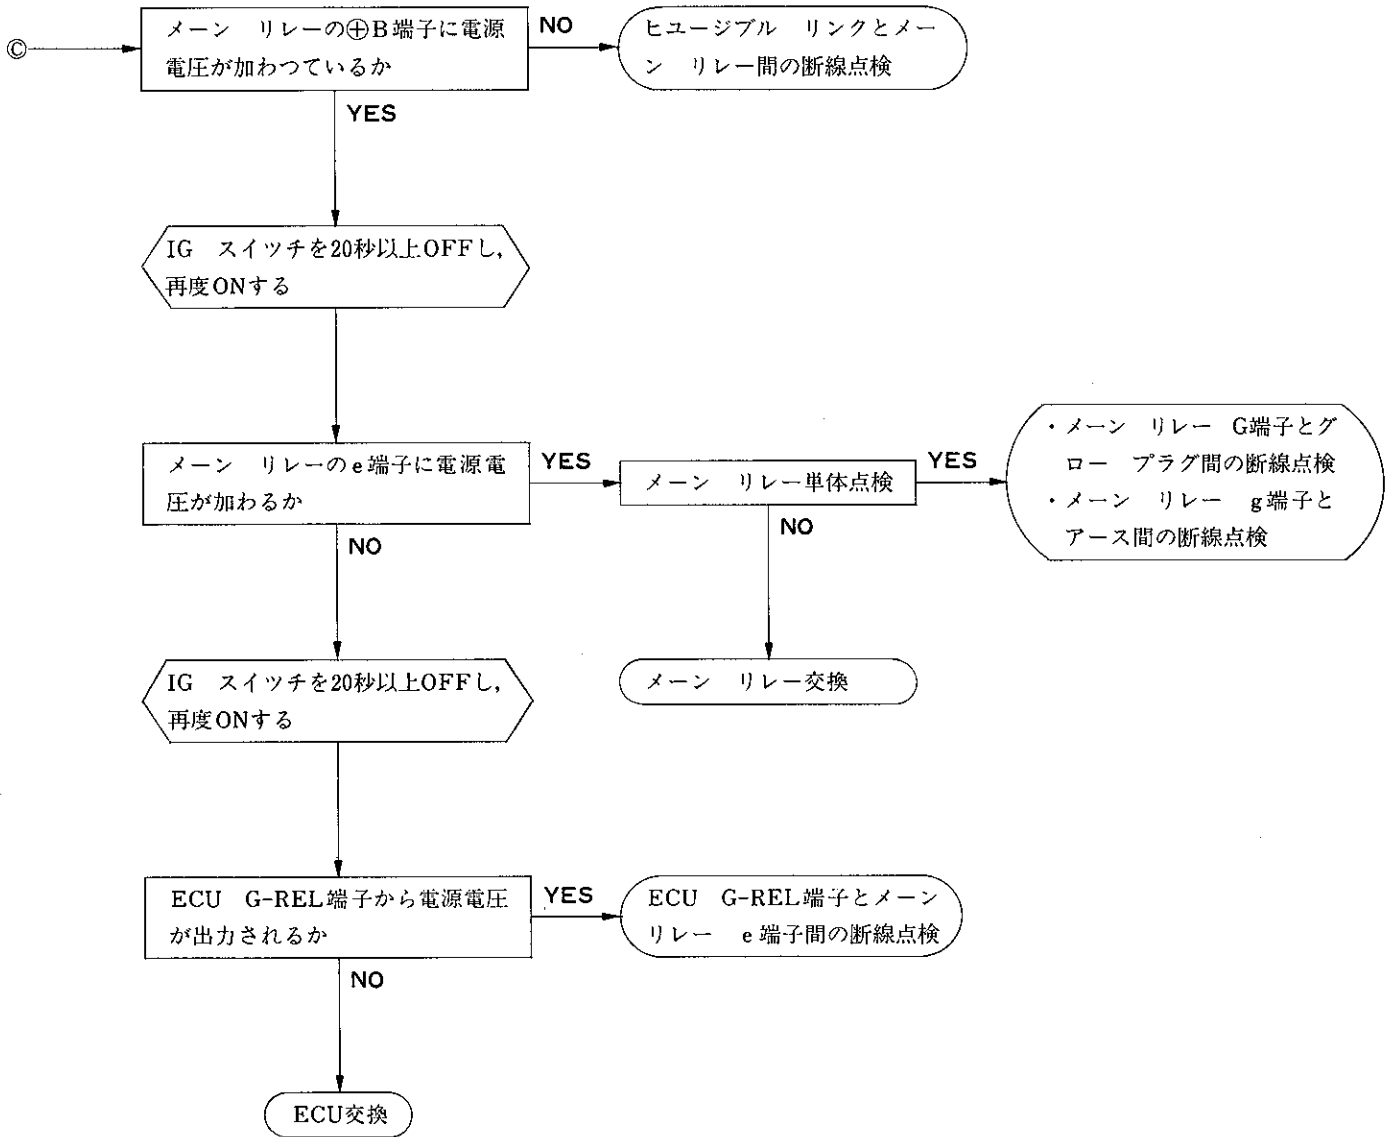 メーン リレーの⊕B端子に電源
電圧が加わつているか
NO
ヒユージブル リンクとメー
ン リレー間の断線点検
Ⓒ
YES
IG スイツチを20秒以上OFFし,
再度ONする
メーン リレーのe端子に電源電
圧が加わるか
YES
メーン リレー単体点検
YES
・メーン リレー G端子とグ
ロー プラグ間の断線点検
・メーン リレー g端子と
アース間の断線点検
NO
NO
メーン リレー交換
IG スイツチを20秒以上OFFし,
再度ONする
ECU G-REL端子から電源電圧
が出力されるか
YES
ECU G-REL端子とメーン
リレー e端子間の断線点検
NO
ECU交換